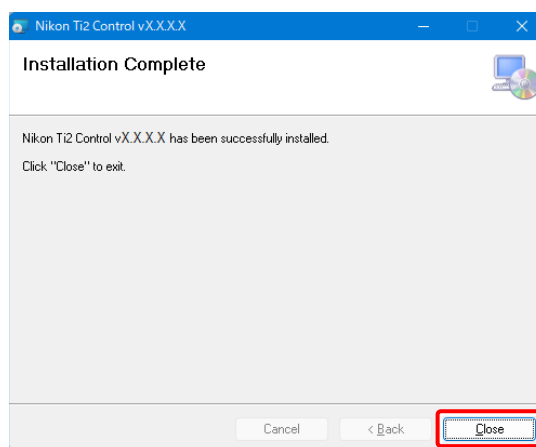 Nikon Ti2 Control vX.X.X.X
Installation Complete
Nikon Ti2 Control vX.X.X.X has been successfully installed.
Click "Close" to exit.
Cancel
< Back
Close